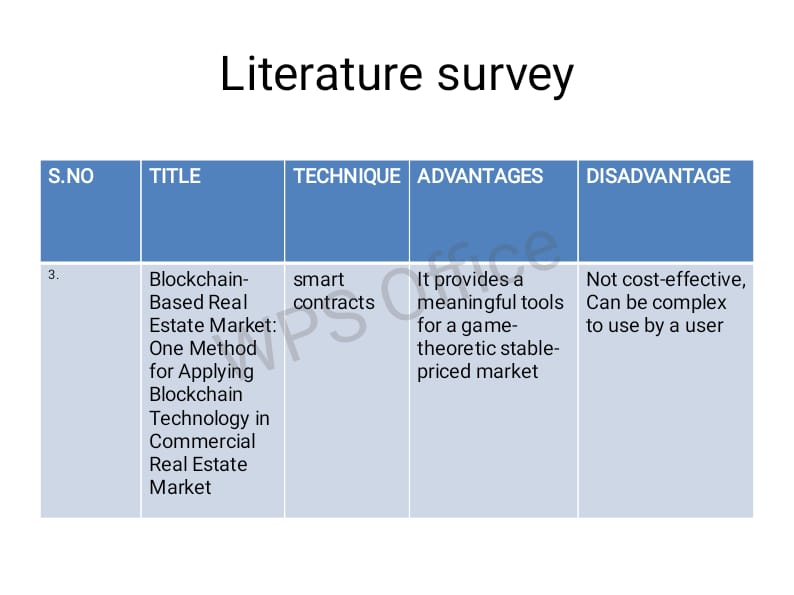 Literature survey
S.NO
TITLE
TECHNIQUE
ADVANTAGES
DISADVANTAGE
3.
Blockchain-
Based Real
Estate Market:
One Method
for Applying
Blockchain
Technology in
Commercial
Real Estate
Market
smart
contracts
It provides a
meaningful tools
for a game-
theoretic stable-
priced market
Not cost-effective,
Can be complex
to use by a user
WPS Office